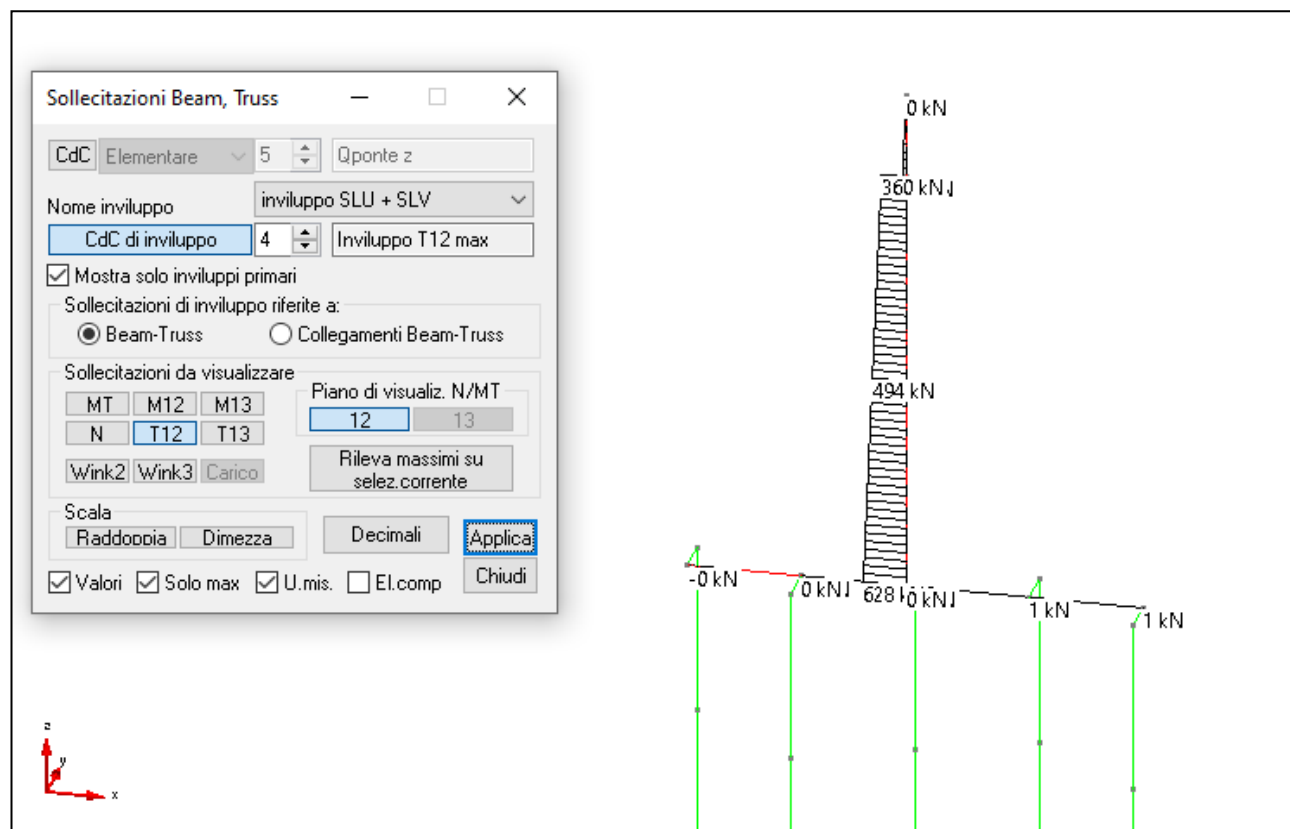 Sollecitazioni Beam, Truss
CdC Elementare 5 Qponte z
Nome inviluppo inviluppo SLU + SLV
CdC di inviluppo 4 Inviluppo T12 max
Mostra solo inviluppi primari
Sollecitazioni di inviluppo riferite a:
Beam-Truss Collegamenti Beam-Truss
Sollecitazioni da visualizzare
MT M12 M13
N T12 T13
Wink2 Wink3 Carico
Piano di visualiz. N/MT
12 13
Rileva massimi su
selez.corrente
Scala
Raddoppia Dimezza
Decimali
Applica
Chiudi
Valori Solo max U.mis. El.comp
0 kN
360 kN
494 kN
-0 kN
0 kN
628
0 kN
1 kN
1 kN
z
y
x